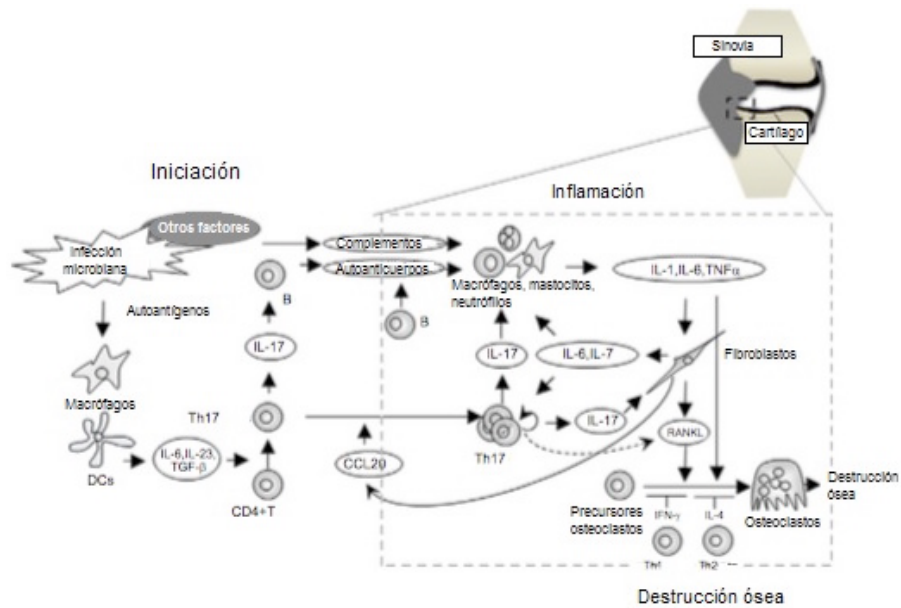 Sinovia
Cartílago
Iniciación
Inflamación
Otros factores
Infección
microbiana
Complementos
Autoanticuerpos
IL-1,IL-6,TNFα
Macrófagos, mastocitos,
neutrófilos
B
B
Autoantígenos
IL-17
IL-17
IL-6,IL-7
Fibroblastos
Macrófagos
Th17
IL-17
RANKL
DCs
IL-6,IL-23,
TGF-β
CCL20
Th17
CD4+T
Precursores
osteoclastos
IFN-γ
IL-4
Osteoclastos
Destrucción
ósea
Th1
Th2
Destrucción ósea